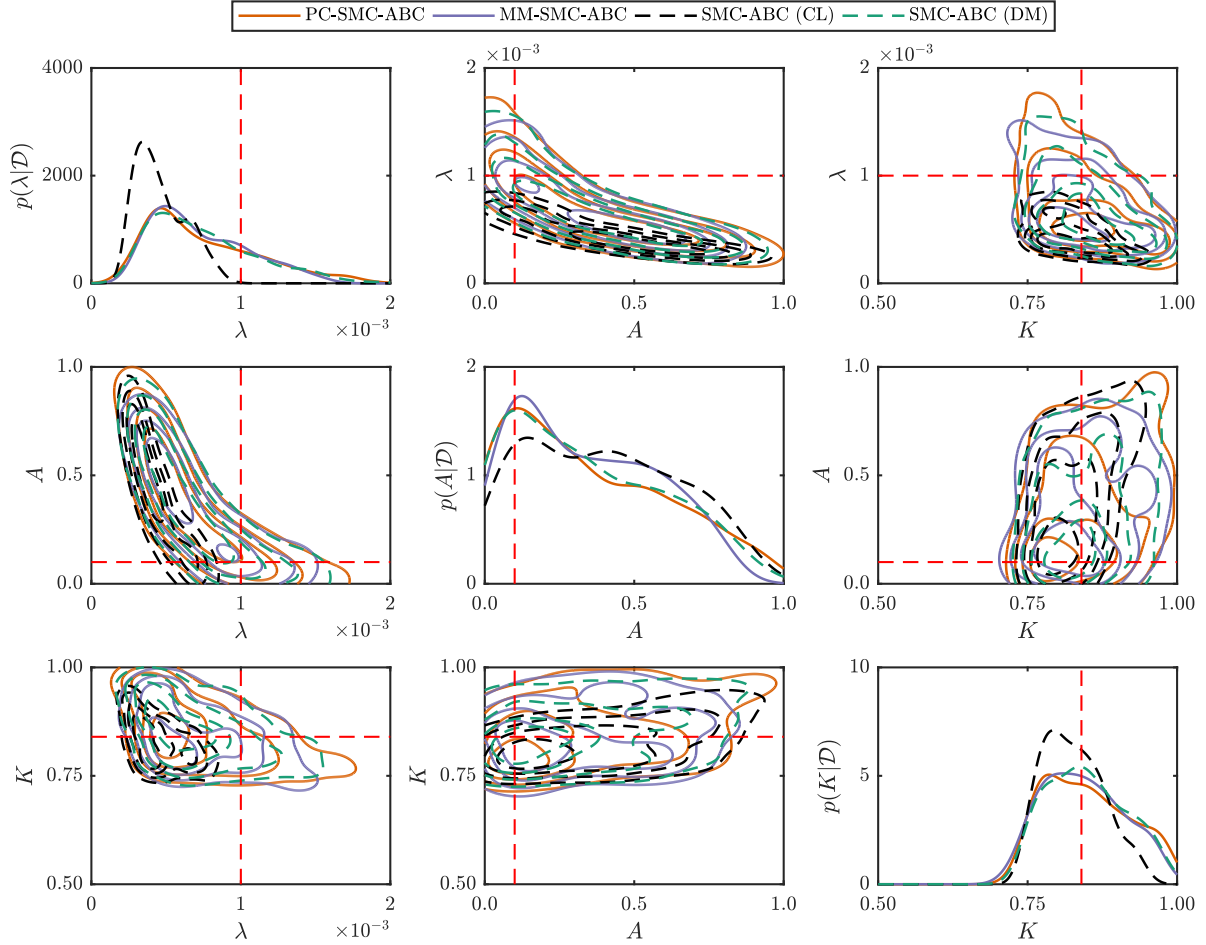 PC-SMC-ABC MM-SMC-ABC SMC-ABC (CL) SMC-ABC (DM)
p(λ|𝒟)
4000
2000
0
0 1 2
λ ×10⁻³
×10⁻³
λ
2
1
0
0.0 0.5 1.0
A
×10⁻³
λ
2
1
0
0.50 0.75 1.00
K
A
1.0
0.5
0.0
0 1 2
λ ×10⁻³
p(A|𝒟)
2
1
0
0.0 0.5 1.0
A
A
1.0
0.5
0.0
0.50 0.75 1.00
K
K
1.00
0.75
0.50
0 1 2
λ ×10⁻³
K
1.00
0.75
0.50
0.0 0.5 1.0
A
p(K|𝒟)
10
5
0
0.50 0.75 1.00
K